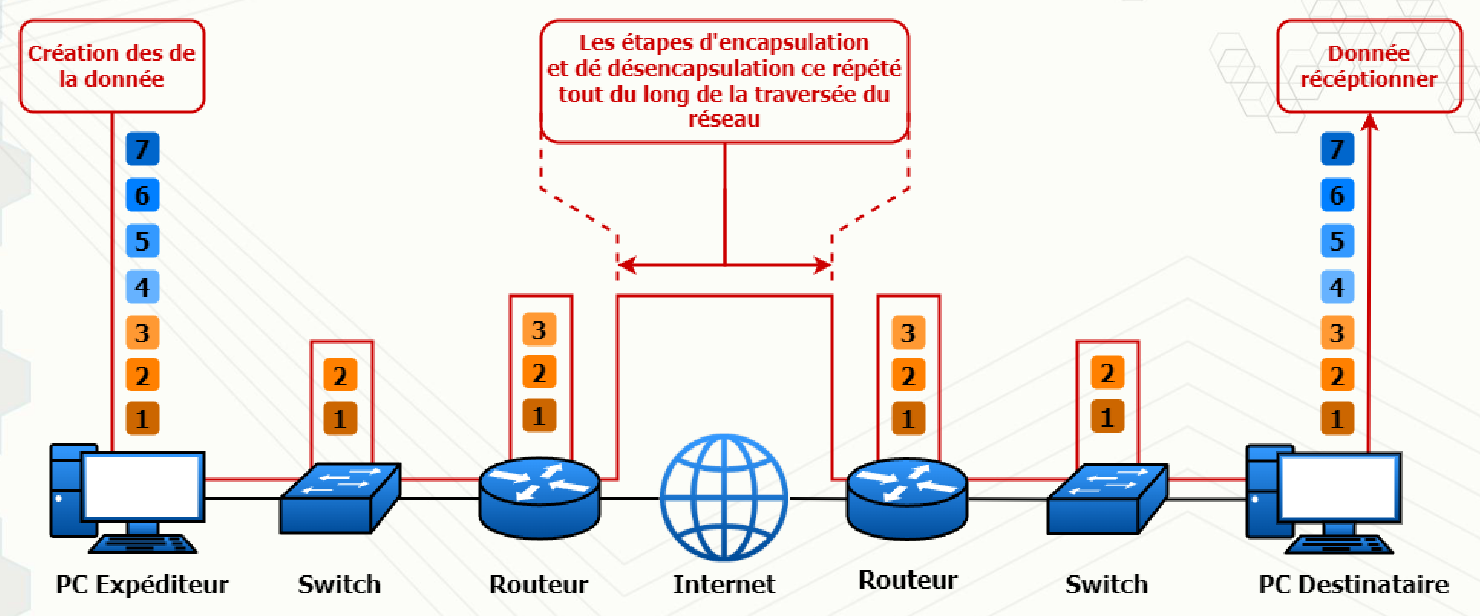 Création des de
la donnée
Les étapes d'encapsulation
et dé désencapsulation ce répété
tout du long de la traversée du
réseau
Donnée
récéptionner
7
6
5
4
3
2
1
2
1
3
2
1
3
2
1
2
1
7
6
5
4
3
2
1
PC Expéditeur
Switch
Routeur
Internet
Routeur
Switch
PC Destinataire